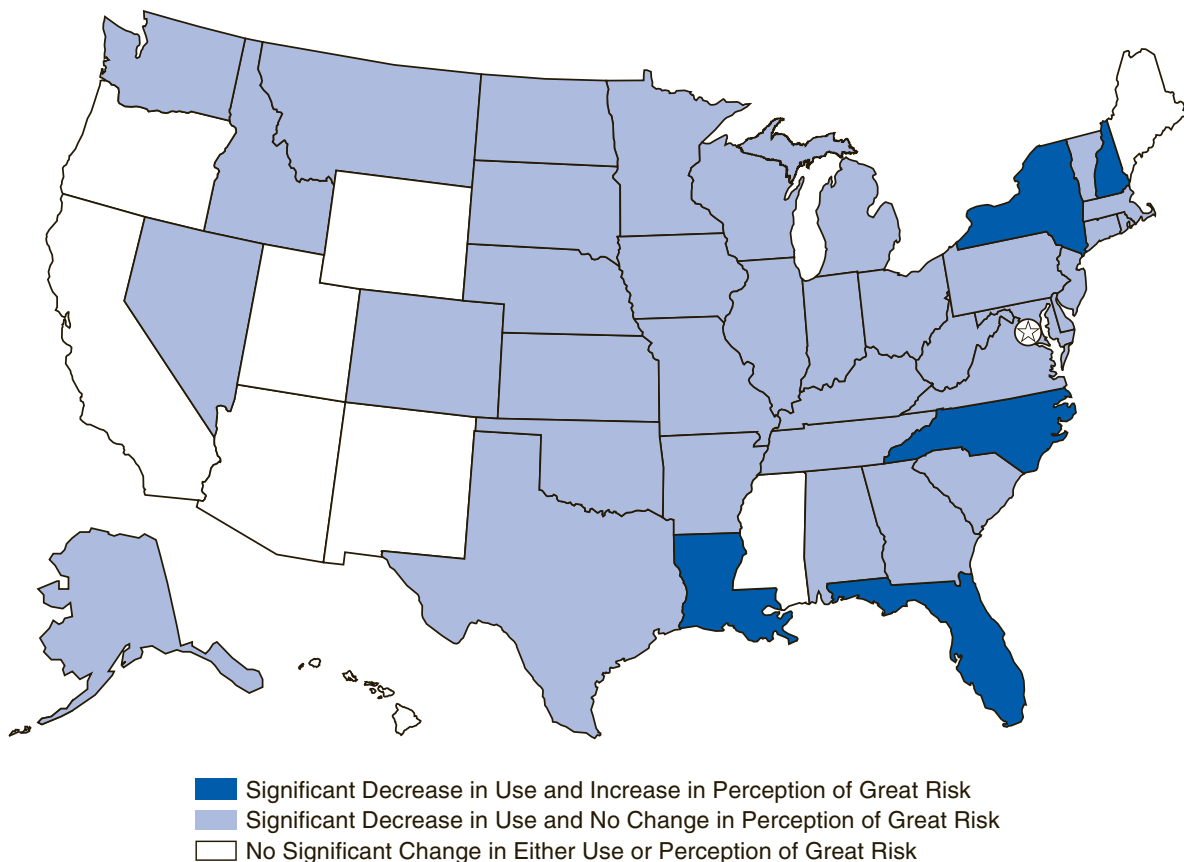 Significant Decrease in Use and Increase in Perception of Great Risk
Significant Decrease in Use and No Change in Perception of Great Risk
No Significant Change in Either Use or Perception of Great Risk